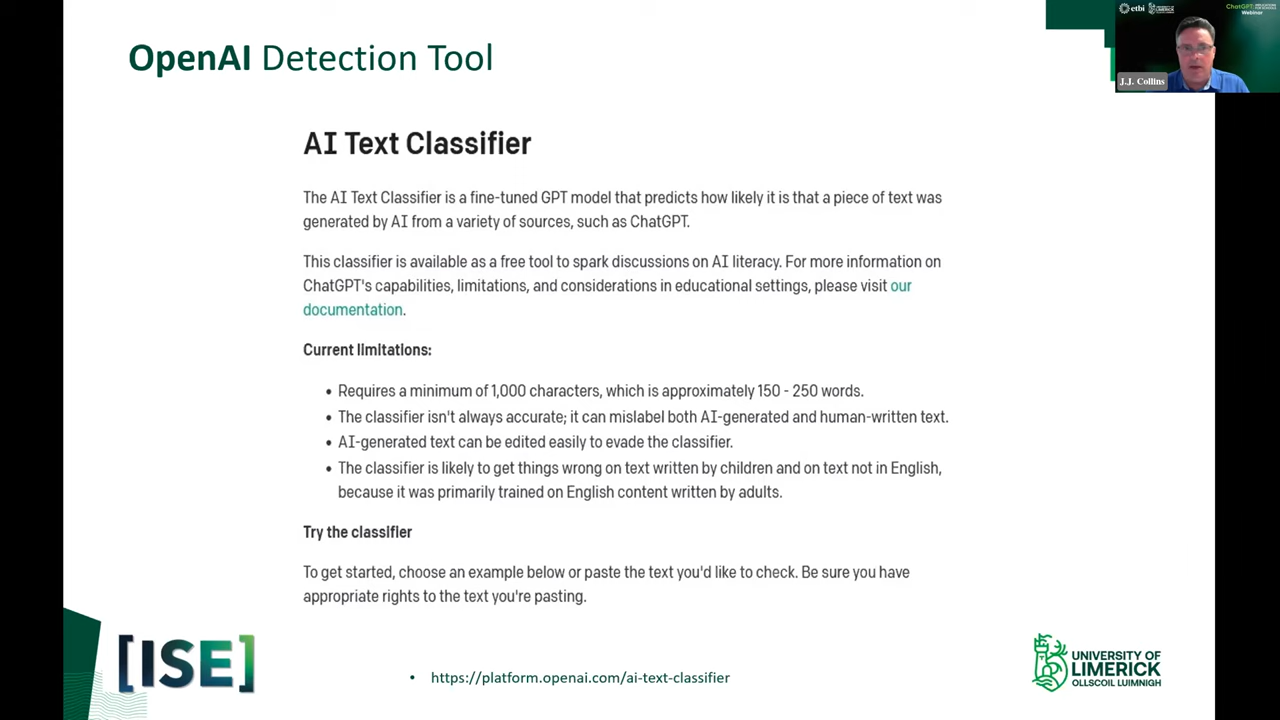 OpenAI Detection Tool
etbi
UNIVERSITY OF
LIMERICK
ChatGPT:
Webinar
J.J. Collins
AI Text Classifier
The AI Text Classifier is a fine-tuned GPT model that predicts how likely it is that a piece of text was
generated by AI from a variety of sources, such as ChatGPT.
This classifier is available as a free tool to spark discussions on AI literacy. For more information on
ChatGPT's capabilities, limitations, and considerations in educational settings, please visit our
documentation.
Current limitations:
• Requires a minimum of 1,000 characters, which is approximately 150 - 250 words.
• The classifier isn't always accurate; it can mislabel both AI-generated and human-written text.
• AI-generated text can be edited easily to evade the classifier.
• The classifier is likely to get things wrong on text written by children and on text not in English,
because it was primarily trained on English content written by adults.
Try the classifier
To get started, choose an example below or paste the text you'd like to check. Be sure you have
appropriate rights to the text you're pasting.
[ISE]
• https://platform.openai.com/ai-text-classifier
UNIVERSITY OF
LIMERICK
OLLSCOIL LUIMNIGH